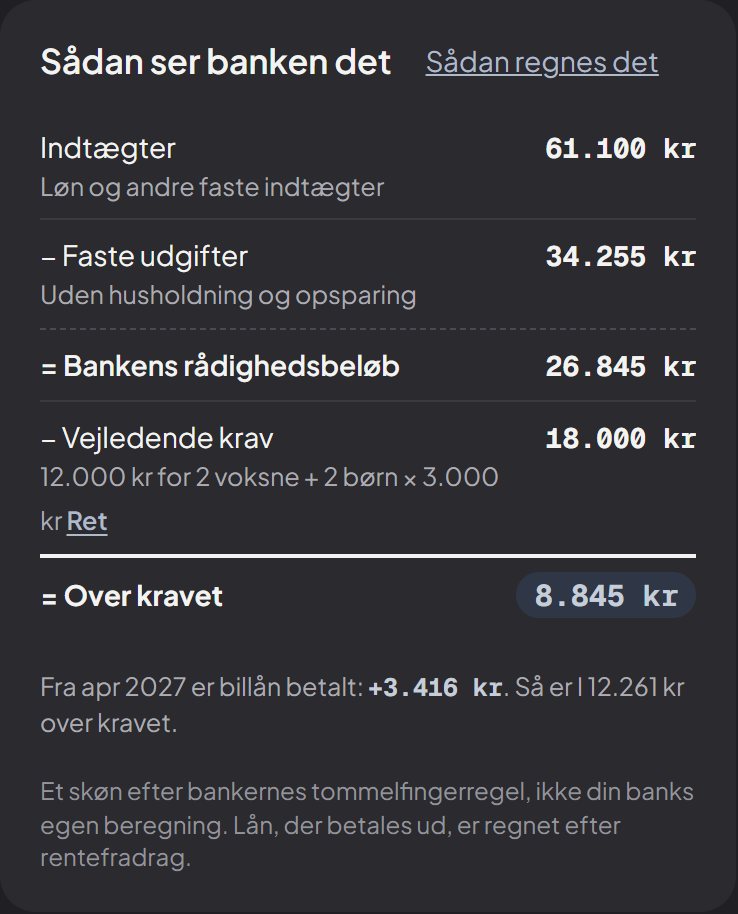 Sådan ser banken det Sådan regnes det
Indtægter 61.100 kr
Løn og andre faste indtægter
– Faste udgifter 34.255 kr
Uden husholdning og opsparing
= Bankens rådighedsbeløb 26.845 kr
– Vejledende krav 18.000 kr
12.000 kr for 2 voksne + 2 børn × 3.000
kr Ret
= Over kravet 8.845 kr
Fra apr 2027 er billån betalt: +3.416 kr. Så er I 12.261 kr
over kravet.
Et skøn efter bankernes tommelfingerregel, ikke din banks
egen beregning. Lån, der betales ud, er regnet efter
rentefradrag.